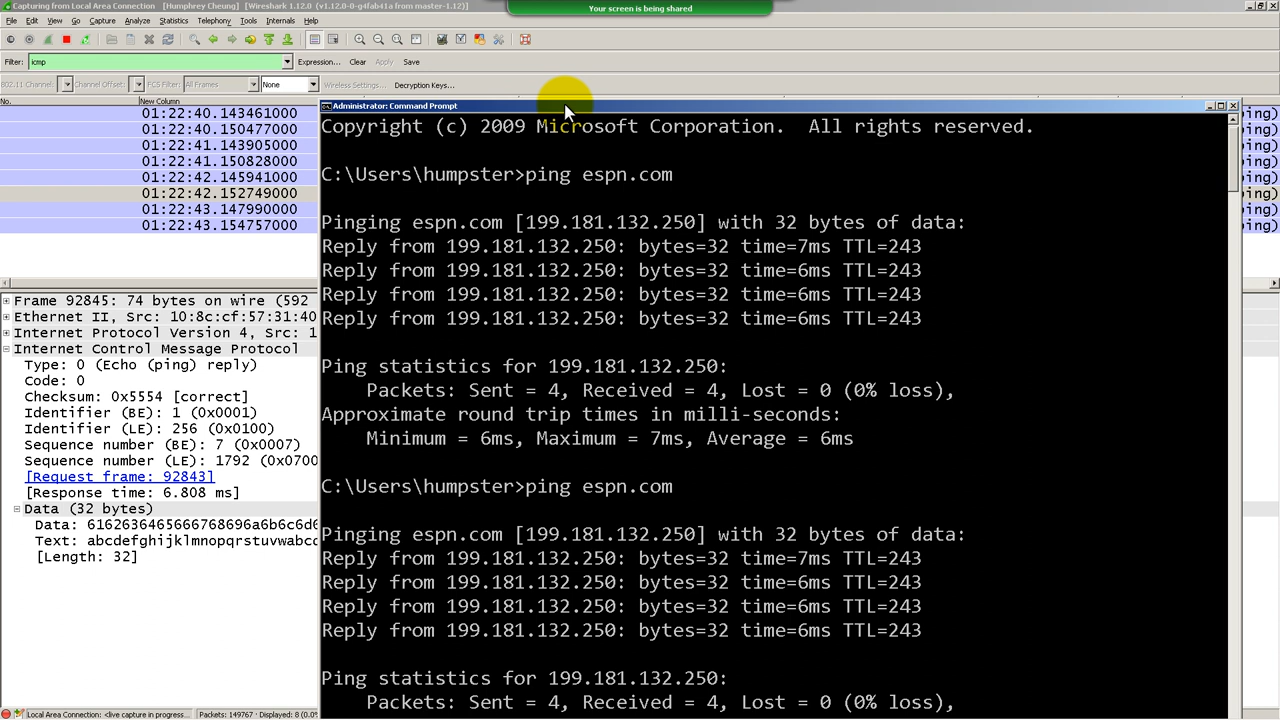 Capturing from Local Area Connection (Humphrey Cheung) [Wireshark 1.12.0 (v1.12.0-0-g4fab41a from master-1.12)]
Your screen is being shared
File Edit View Go Capture Analyze Statistics Telephony Tools Internals Help
Filter: icmp Expression... Clear Apply Save
802.11 Channel: Channel Offset: FCS Filter: All Frames None Wireless Settings... Decryption Keys...
No. New Column
01:22:40.143461000
01:22:40.150477000
01:22:41.143905000
01:22:41.150828000
01:22:42.145941000
01:22:42.152749000
01:22:43.147990000
01:22:43.154757000
ping)
ping)
ping)
ping)
ping)
ping)
ping)
ping)
Frame 92845: 74 bytes on wire (592
Ethernet II, Src: 10:8c:cf:57:31:40
Internet Protocol Version 4, Src: 1
Internet Control Message Protocol
Type: 0 (Echo (ping) reply)
Code: 0
Checksum: 0x5554 [correct]
Identifier (BE): 1 (0x0001)
Identifier (LE): 256 (0x0100)
Sequence number (BE): 7 (0x0007)
Sequence number (LE): 1792 (0x0700
[Request frame: 92843]
[Response time: 6.808 ms]
Data (32 bytes)
Data: 6162636465666768696a6b6c6d6
Text: abcdefghijklmnopqrstuvwabcd
[Length: 32]
Administrator: Command Prompt
Copyright (c) 2009 Microsoft Corporation.  All rights reserved.
C:\Users\humpster>ping espn.com
Pinging espn.com [199.181.132.250] with 32 bytes of data:
Reply from 199.181.132.250: bytes=32 time=7ms TTL=243
Reply from 199.181.132.250: bytes=32 time=6ms TTL=243
Reply from 199.181.132.250: bytes=32 time=6ms TTL=243
Reply from 199.181.132.250: bytes=32 time=6ms TTL=243
Ping statistics for 199.181.132.250:
Packets: Sent = 4, Received = 4, Lost = 0 (0% loss),
Approximate round trip times in milli-seconds:
Minimum = 6ms, Maximum = 7ms, Average = 6ms
C:\Users\humpster>ping espn.com
Pinging espn.com [199.181.132.250] with 32 bytes of data:
Reply from 199.181.132.250: bytes=32 time=7ms TTL=243
Reply from 199.181.132.250: bytes=32 time=6ms TTL=243
Reply from 199.181.132.250: bytes=32 time=6ms TTL=243
Reply from 199.181.132.250: bytes=32 time=6ms TTL=243
Ping statistics for 199.181.132.250:
Packets: Sent = 4, Received = 4, Lost = 0 (0% loss),
Local Area Connection: <live capture in progress... Packets: 149767 · Displayed: 8 (0.0%